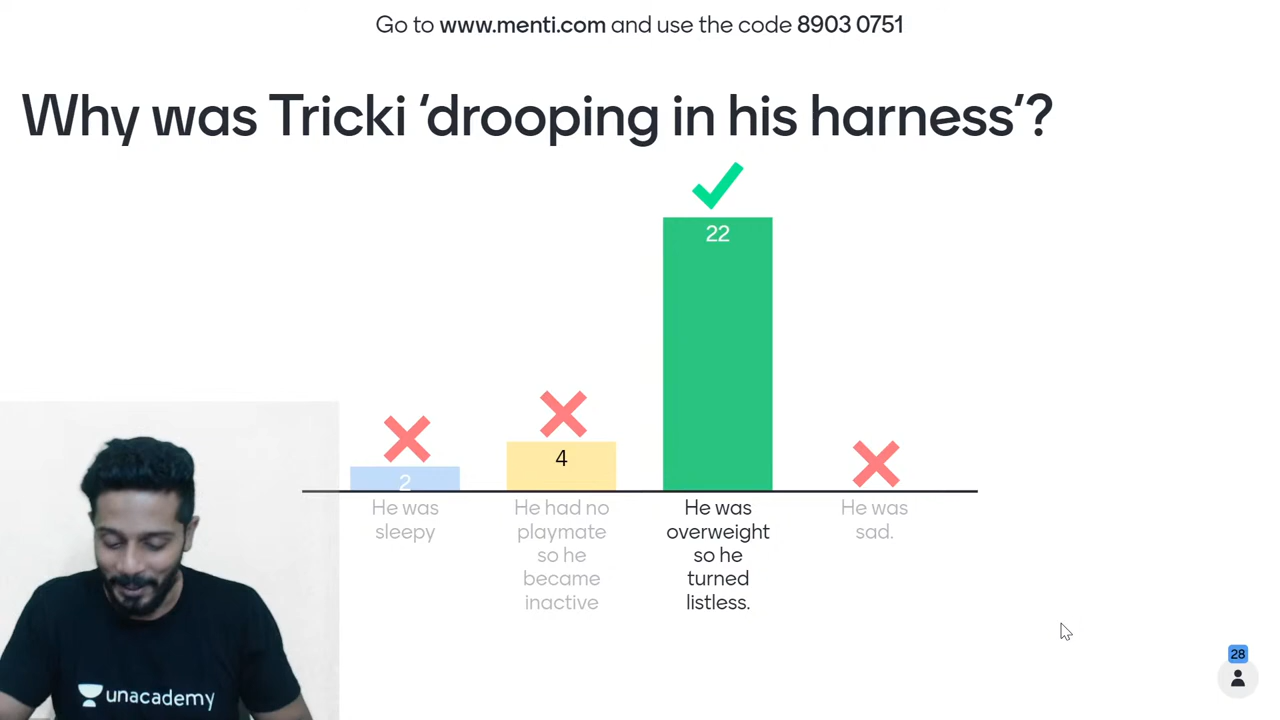 Go to www.menti.com and use the code 8903 0751
Why was Tricki ‘drooping in his harness‘?
22
4
2
He was
sleepy
He had no
playmate
so he
became
inactive
He was
overweight
so he
turned
listless.
He was
sad.
28
unacademy